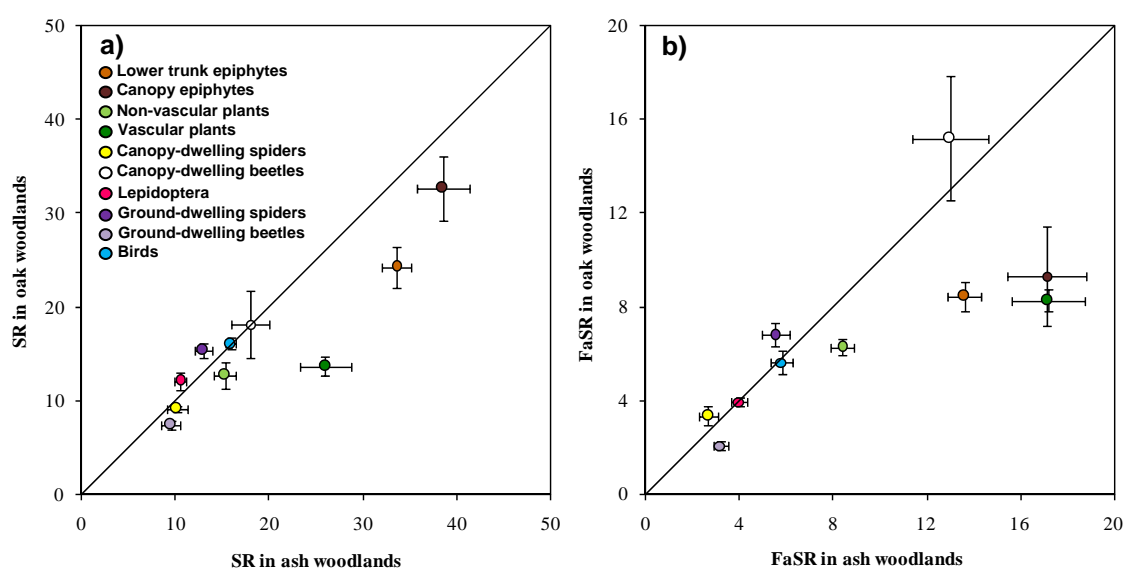 a)
Lower trunk epiphytes
Canopy epiphytes
Non-vascular plants
Vascular plants
Canopy-dwelling spiders
Canopy-dwelling beetles
Lepidoptera
Ground-dwelling spiders
Ground-dwelling beetles
Birds
50
40
30
20
10
0
0 10 20 30 40 50
SR in oak woodlands
SR in ash woodlands
b)
20
16
12
8
4
0
0 4 8 12 16 20
FaSR in oak woodlands
FaSR in ash woodlands